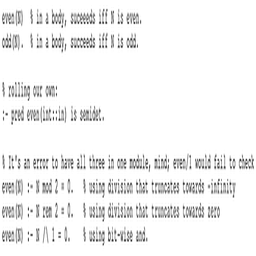 even(N)  % in a body, suceeeds iff N is even.
odd(N).  % in a body, succeeds iff N is odd.
% rolling our own:
:- pred even(int::in) is semidet.
% It's an error to have all three in one module, mind; even/1 would fail to check
even(N) :- N mod 2 = 0.   % using division that truncates towards -infinity
even(N) :- N rem 2 = 0.   % using division that truncates towards zero
even(N) :- N /\ 1 = 0.    % using bit-wise and.